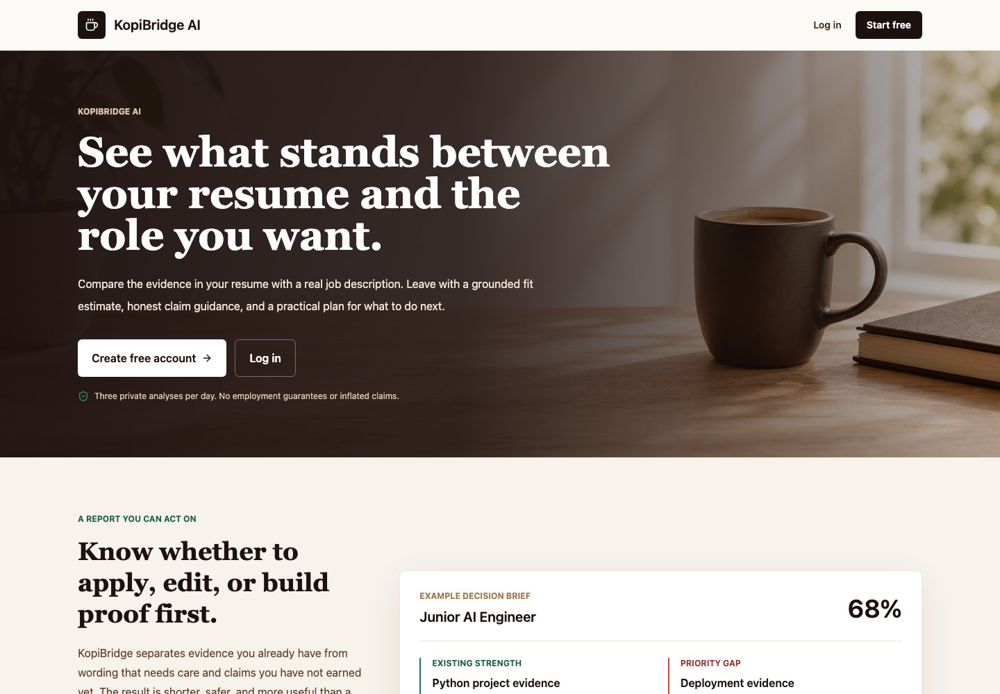 KopiBridge AI
Log in
Start free
KOPIBRIDGE AI
See what stands between
your resume and the
role you want.
Compare the evidence in your resume with a real job description. Leave with a grounded fit
estimate, honest claim guidance, and a practical plan for what to do next.
Create free account →
Log in
Three private analyses per day. No employment guarantees or inflated claims.
A REPORT YOU CAN ACT ON
Know whether to
apply, edit, or build
proof first.
KopiBridge separates evidence you already have from
wording that needs care and claims you have not earned
yet. The result is shorter, safer, and more useful than a
EXAMPLE DECISION BRIEF
Junior AI Engineer
68%
EXISTING STRENGTH
Python project evidence
PRIORITY GAP
Deployment evidence